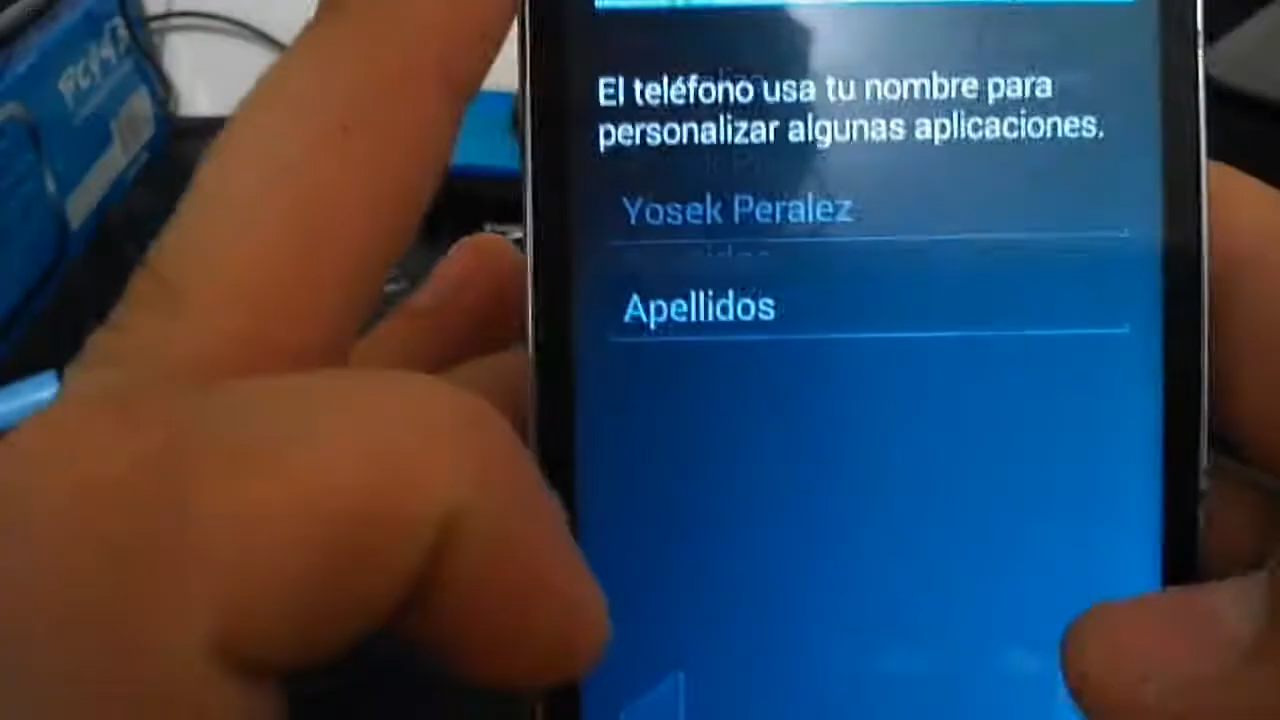 El teléfono usa tu nombre para
personalizar algunas aplicaciones.
Yosek Peralez
Apellidos